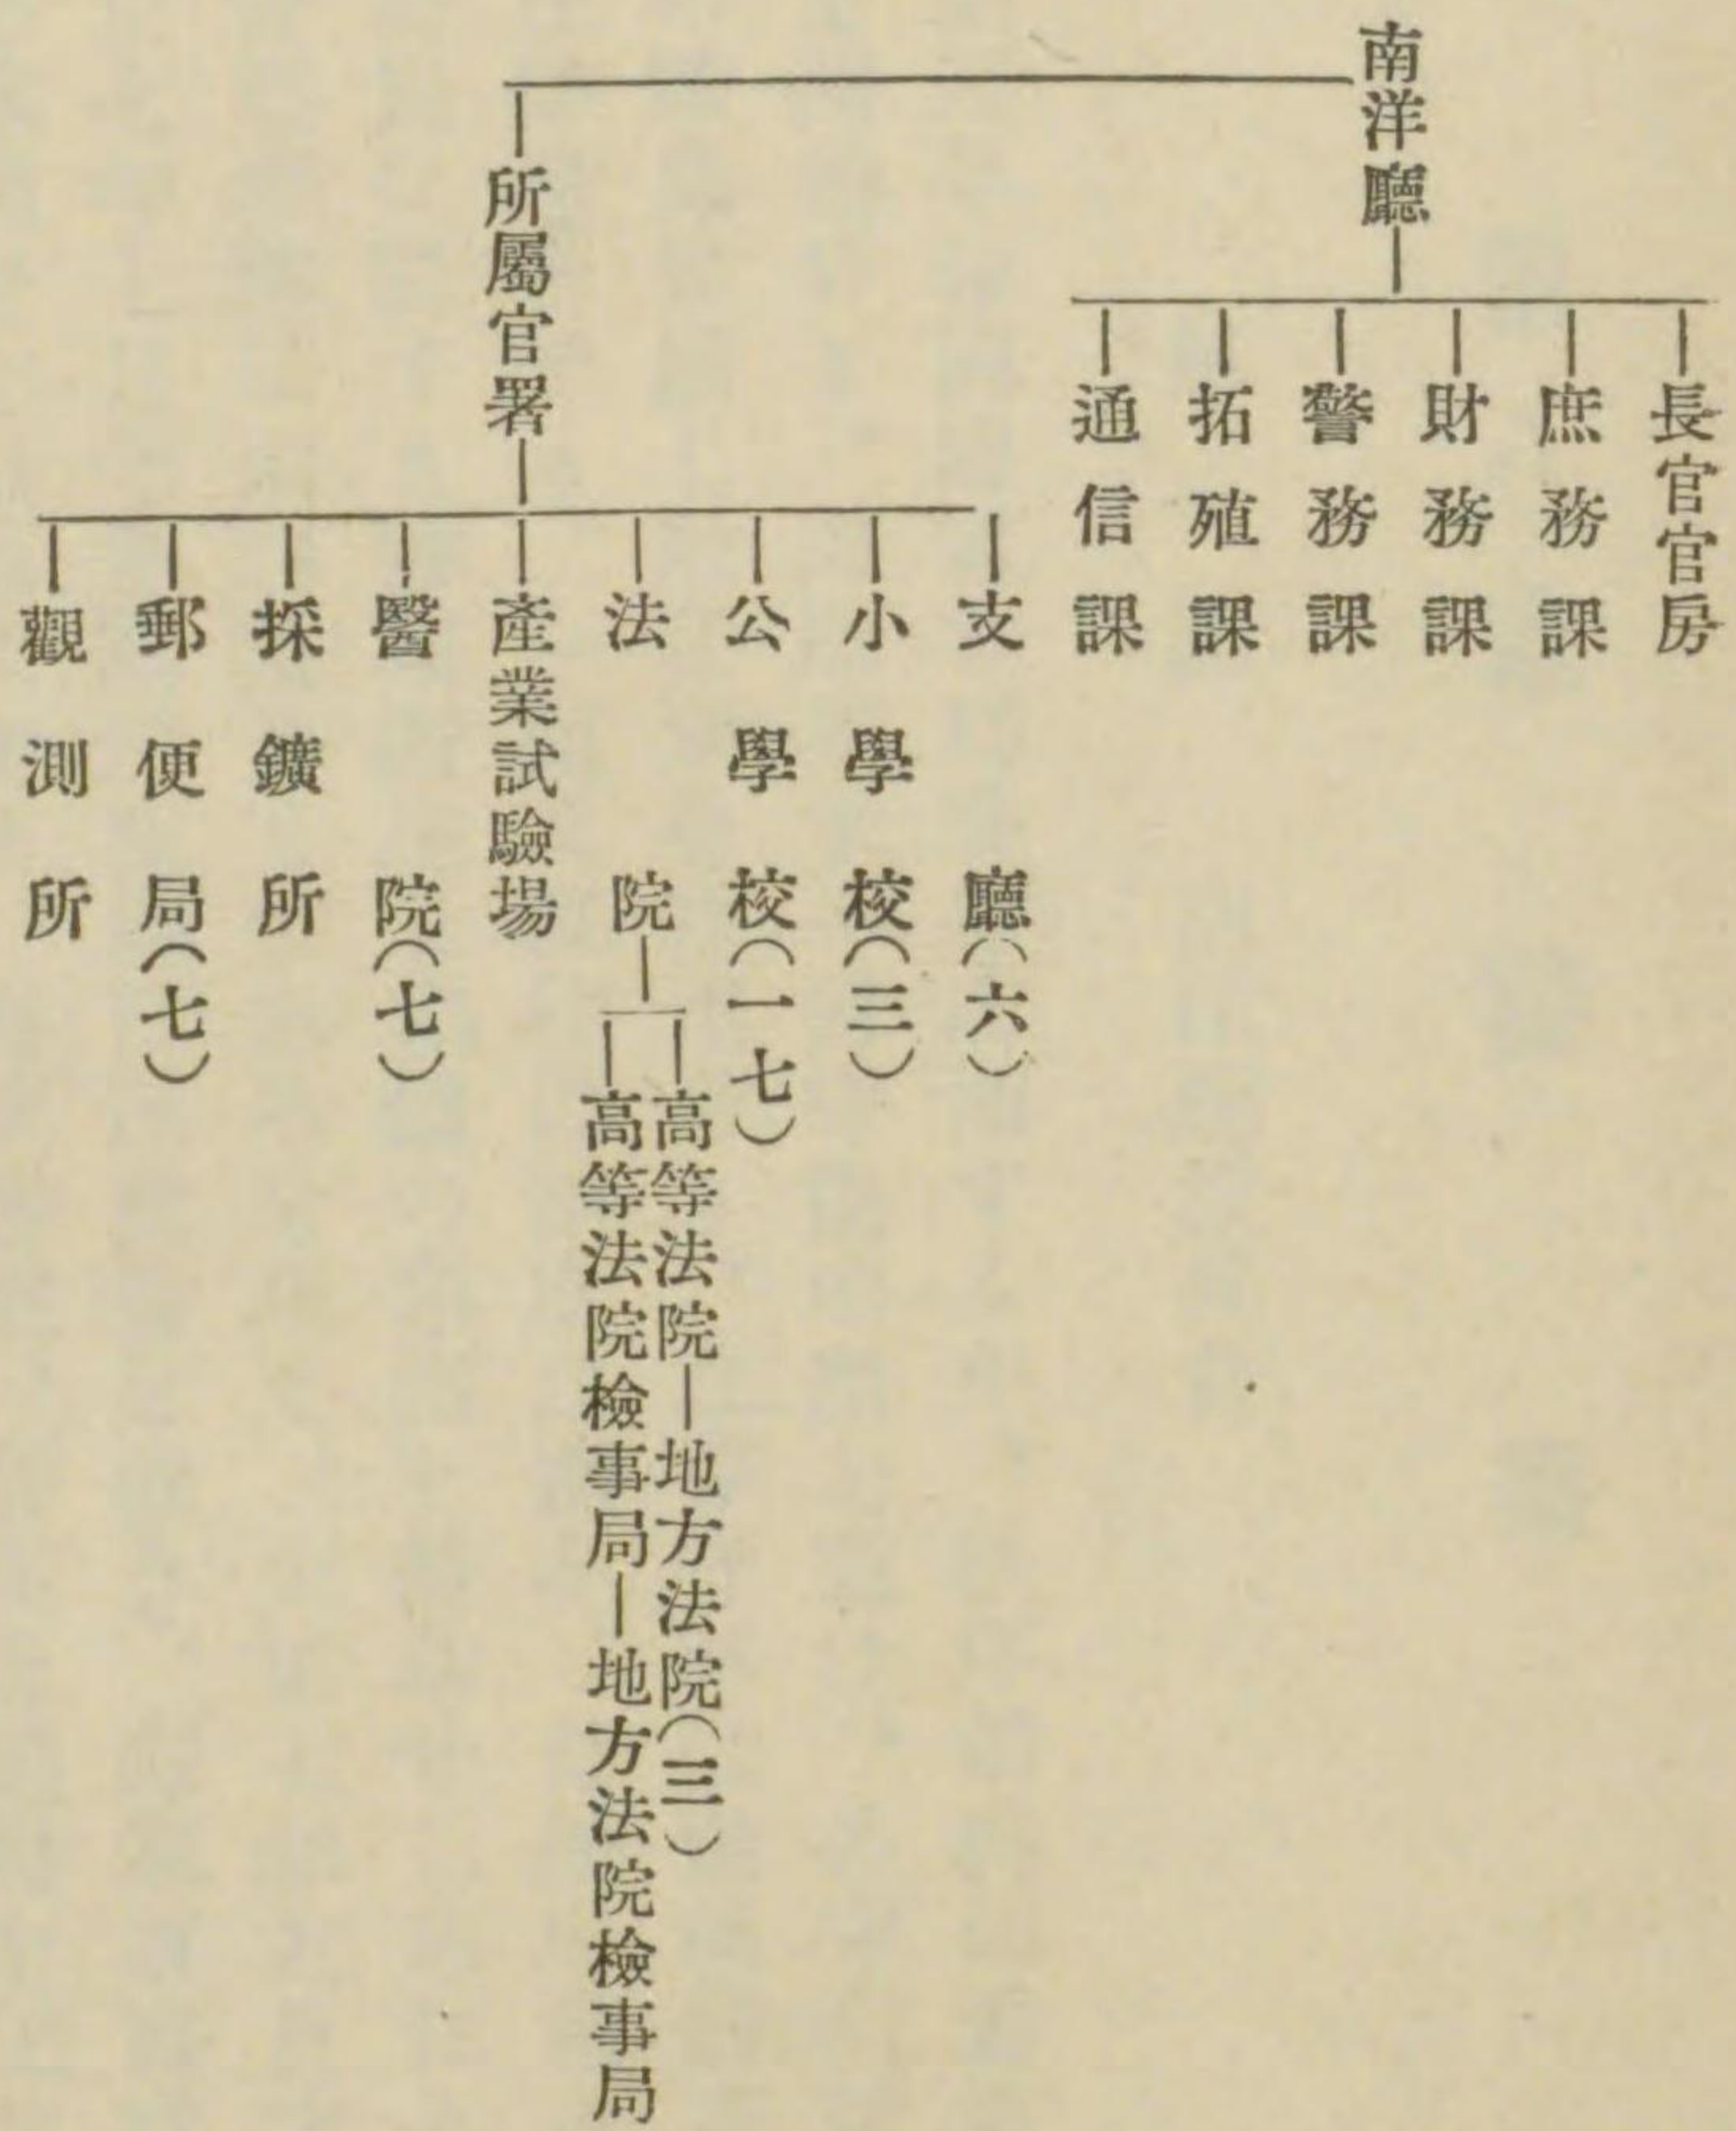 南洋廳
長官官房
庶務課
財務課
警務課
拓殖課
通信課
所屬官署
支廳(六)
小學校(三)
公學校(一七)
法院
高等法院―地方法院(三)
高等法院檢事局―地方法院檢事局
產業試驗場
醫院(七)
採鑛所
郵便局(七)
觀測所